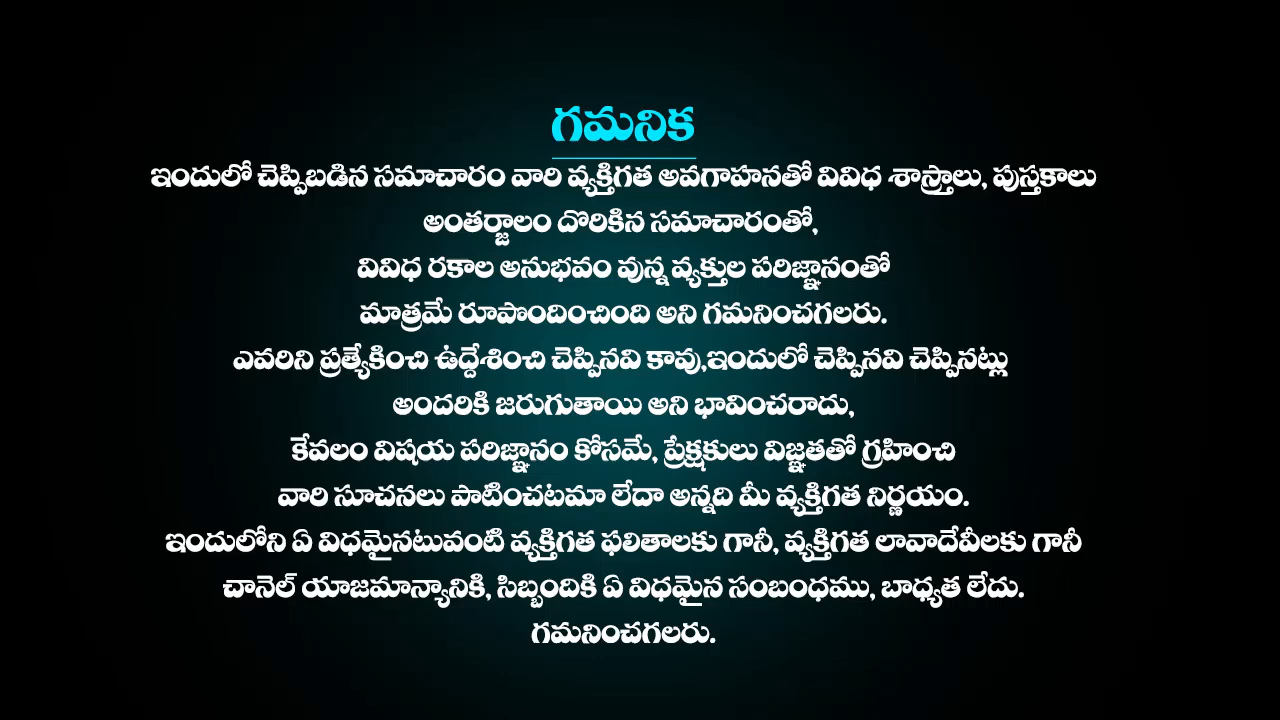 గమనిక
ఇందులో చెప్పిబడిన సమాచారం వారి వ్యక్తిగత అవగాహనతో వివిధ శాస్త్రాలు, పుస్తకాలు
అంతర్జాలం దొరికిన సమాచారంతో,
వివిధ రకాల అనుభవం వున్న వ్యక్తుల పరిజ్ఞానంతో
మాత్రమే రూపొందించింది అని గమనించగలరు.
ఎవరిని ప్రత్యేకించి ఉద్దేశించి చెప్పినవి కావు,ఇందులో చెప్పినవి చెప్పినట్లు
అందరికి జరుగుతాయి అని భావించరాదు,
కేవలం విషయ పరిజ్ఞానం కోసమే, ప్రేక్షకులు విజ్ఞతతో గ్రహించి
వారి సూచనలు పాటించటమా లేదా అన్నది మీ వ్యక్తిగత నిర్ణయం.
ఇందులోని ఏ విధమైనటువంటి వ్యక్తిగత ఫలితాలకు గానీ, వ్యక్తిగత లావాదేవీలకు గానీ
చానెల్ యాజమాన్యానికి, సిబ్బందికి ఏ విధమైన సంబంధము, బాధ్యత లేదు.
గమనించగలరు.